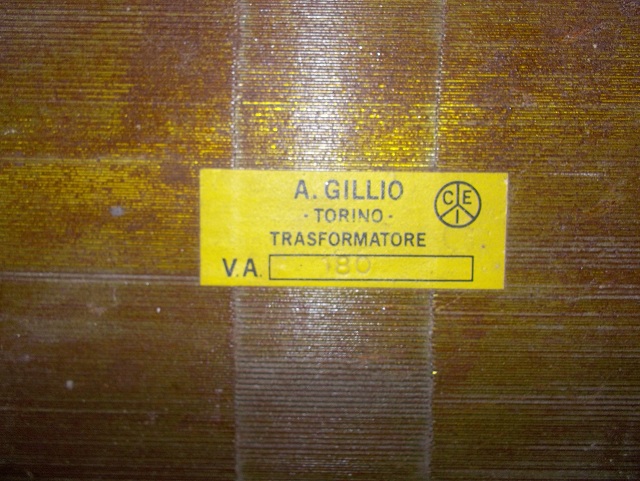 A. GILLIO
- TORINO -
TRASFORMATORE
V.A. 180
C E I